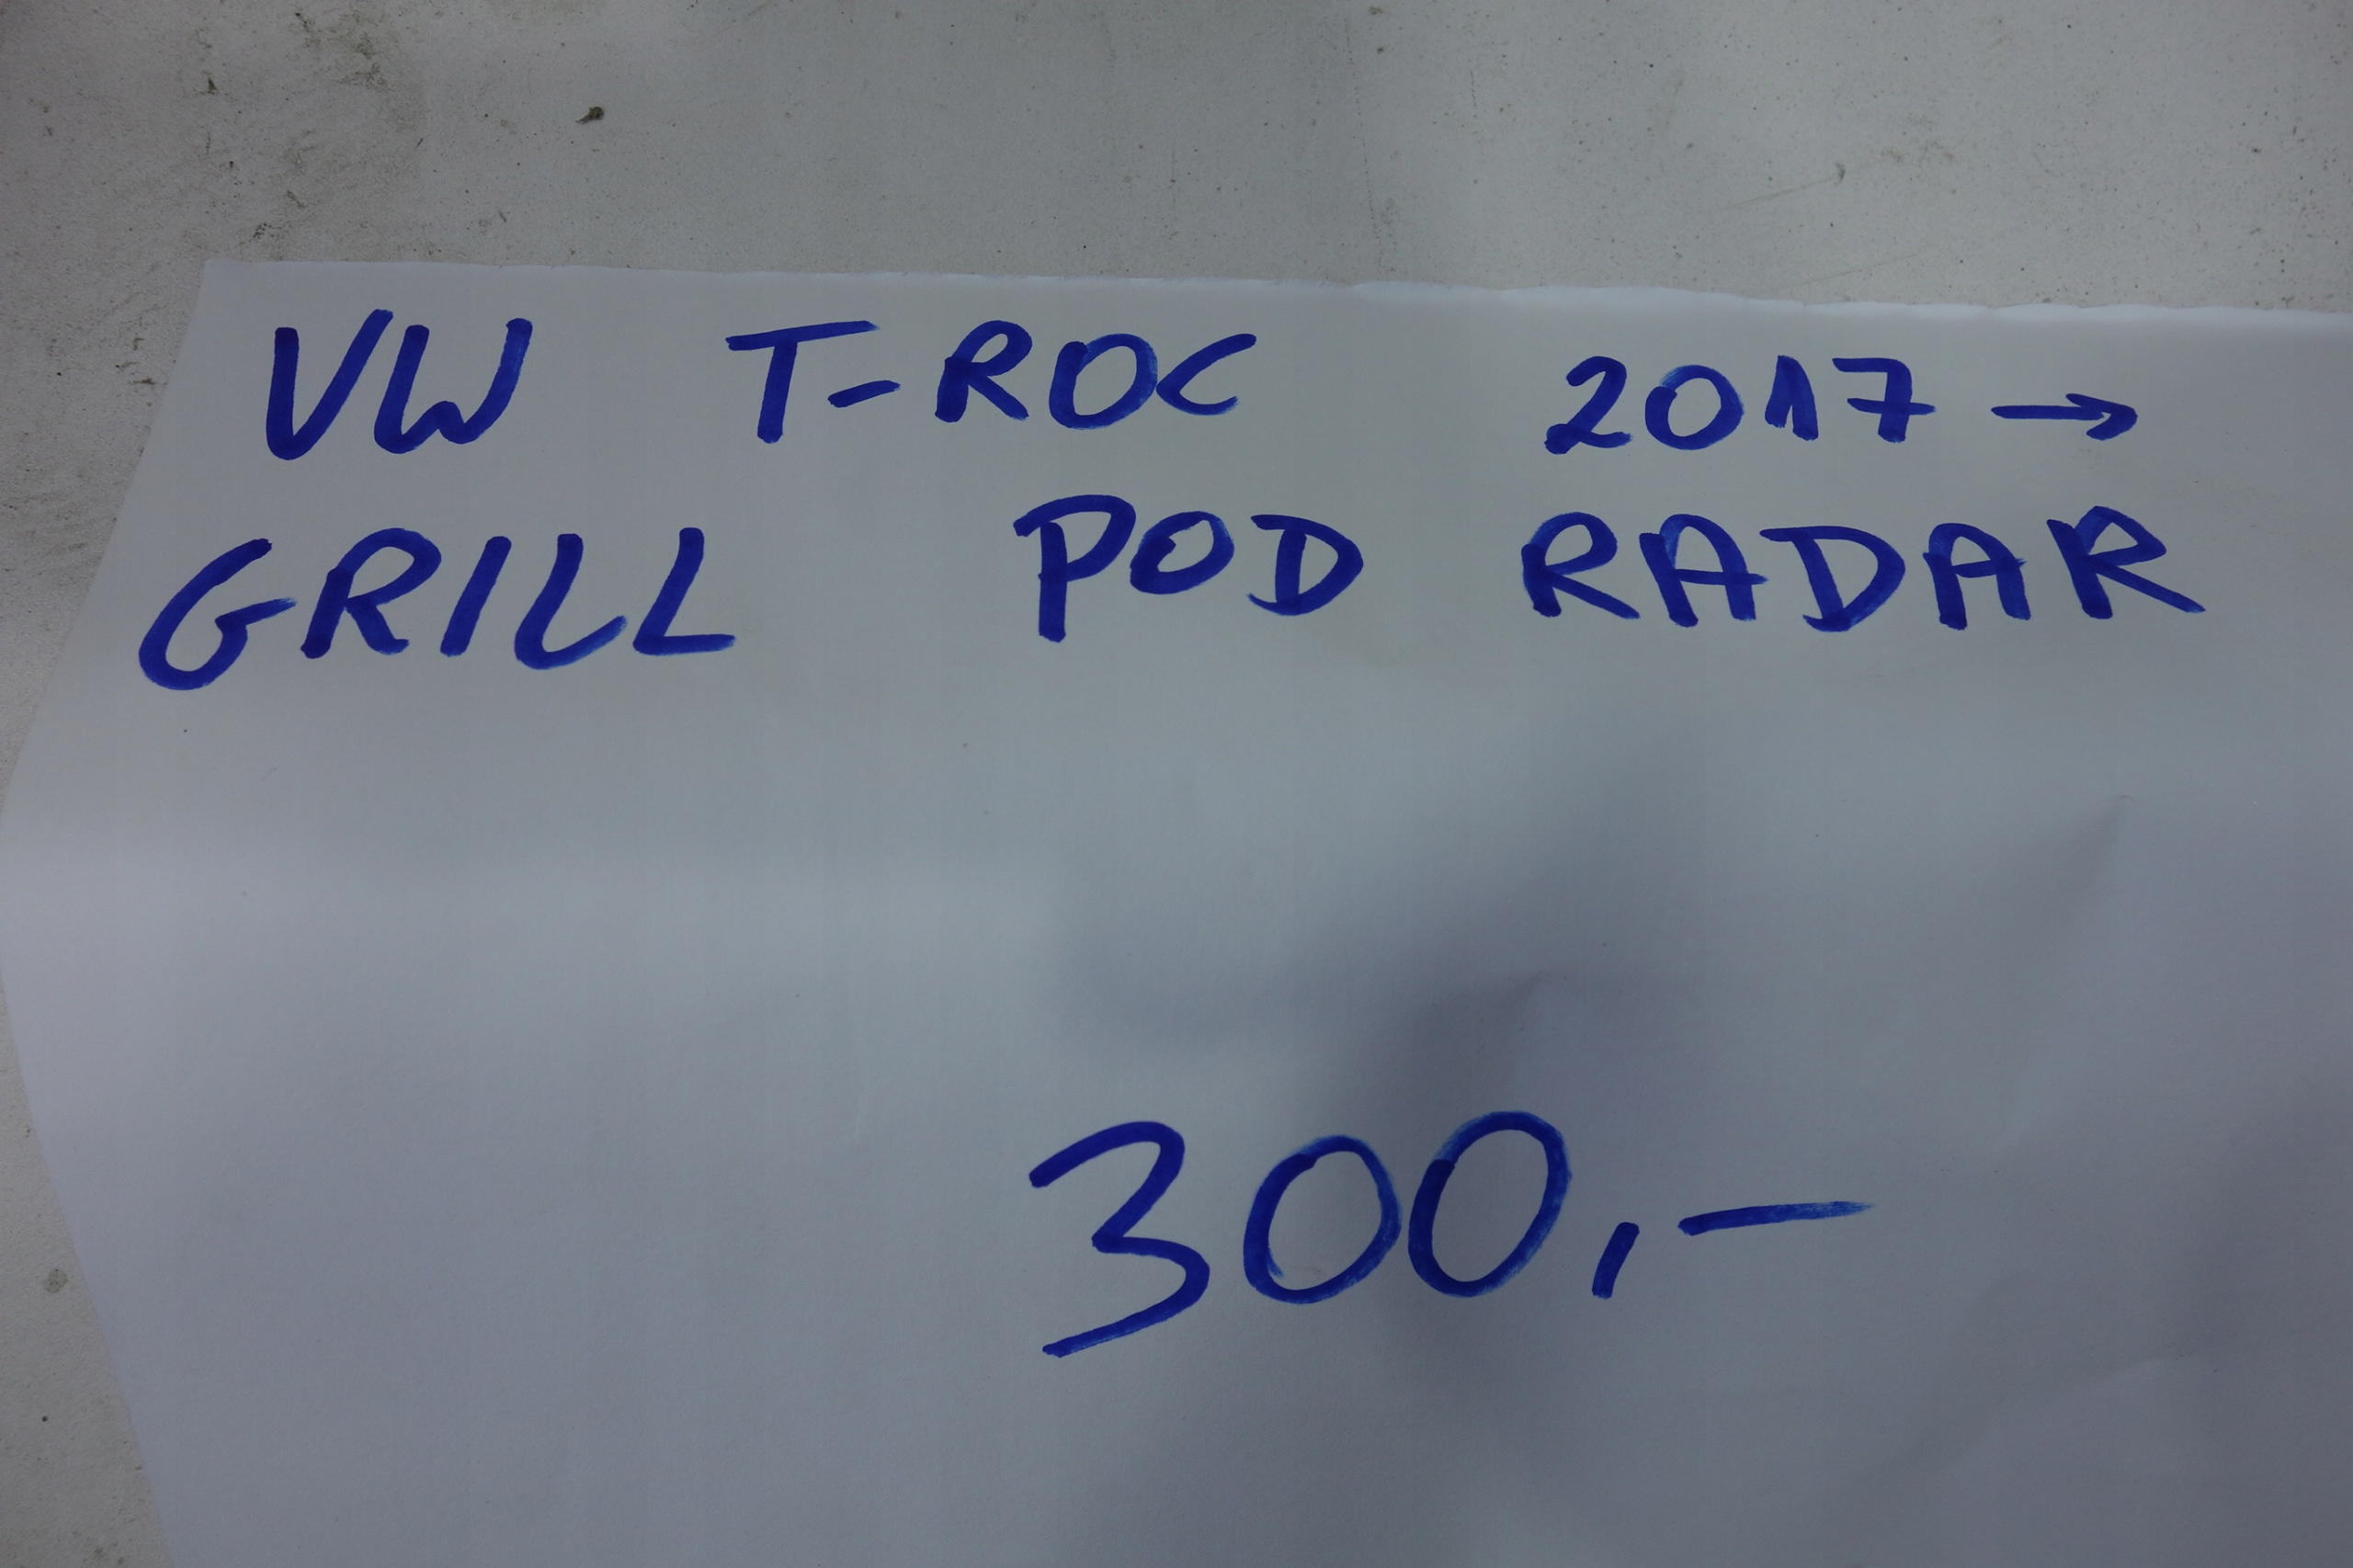 VW T-ROC 2017 →
GRILL POD RADAR
300,-